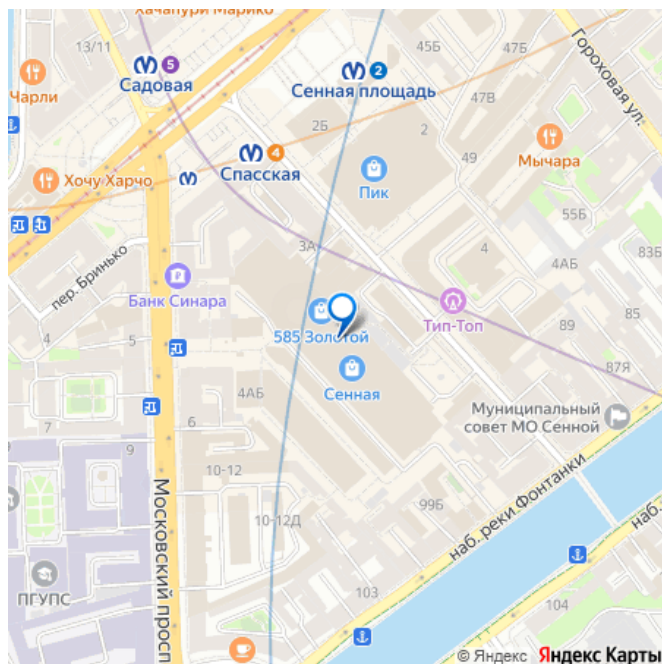 Хачапури Марико
13/11
5
Садовая
Чарли
2
Сенная площадь
45Б
47Б
Гороховая ул.
47В
2Б
2
49
Мычара
4
Спасская
Хочу Харчо
Пик
55Б
83Б
3А
4
4АБ
пер. Бринько
Банк Синара
585 Золотой
Тип-Топ
89
87Я
4
Сенная
4АБ
Муниципальный
совет МО Сенной
7
6
9
10-12
99Б
наб. реки Фонтанки
наб.
Московский просп
10-12Д
ПГУПС
103
104
© Яндекс Яндекс Карты